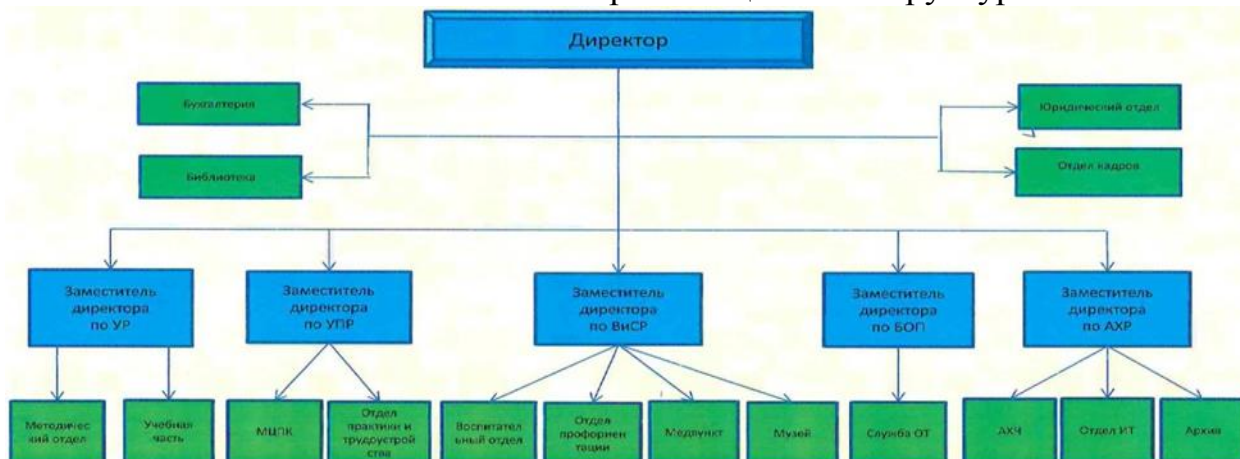 Директор
Бухгалтерия
Юридический отдел
Библиотека
Отдел кадров
Заместитель
директора
по УР
Заместитель
директора
по УПР
Заместитель
директора
по ВиСР
Заместитель
директора
по БОП
Заместитель
директора
по АХР
Методичес
кий отдел
Учебная
часть
МЦПК
Отдел
практики и
трудоустрой
ства
Воспитател
ьный отдел
Отдел
профориен
тации
Медпункт
Музей
Служба ОТ
АХЧ
Отдел ИТ
Архив